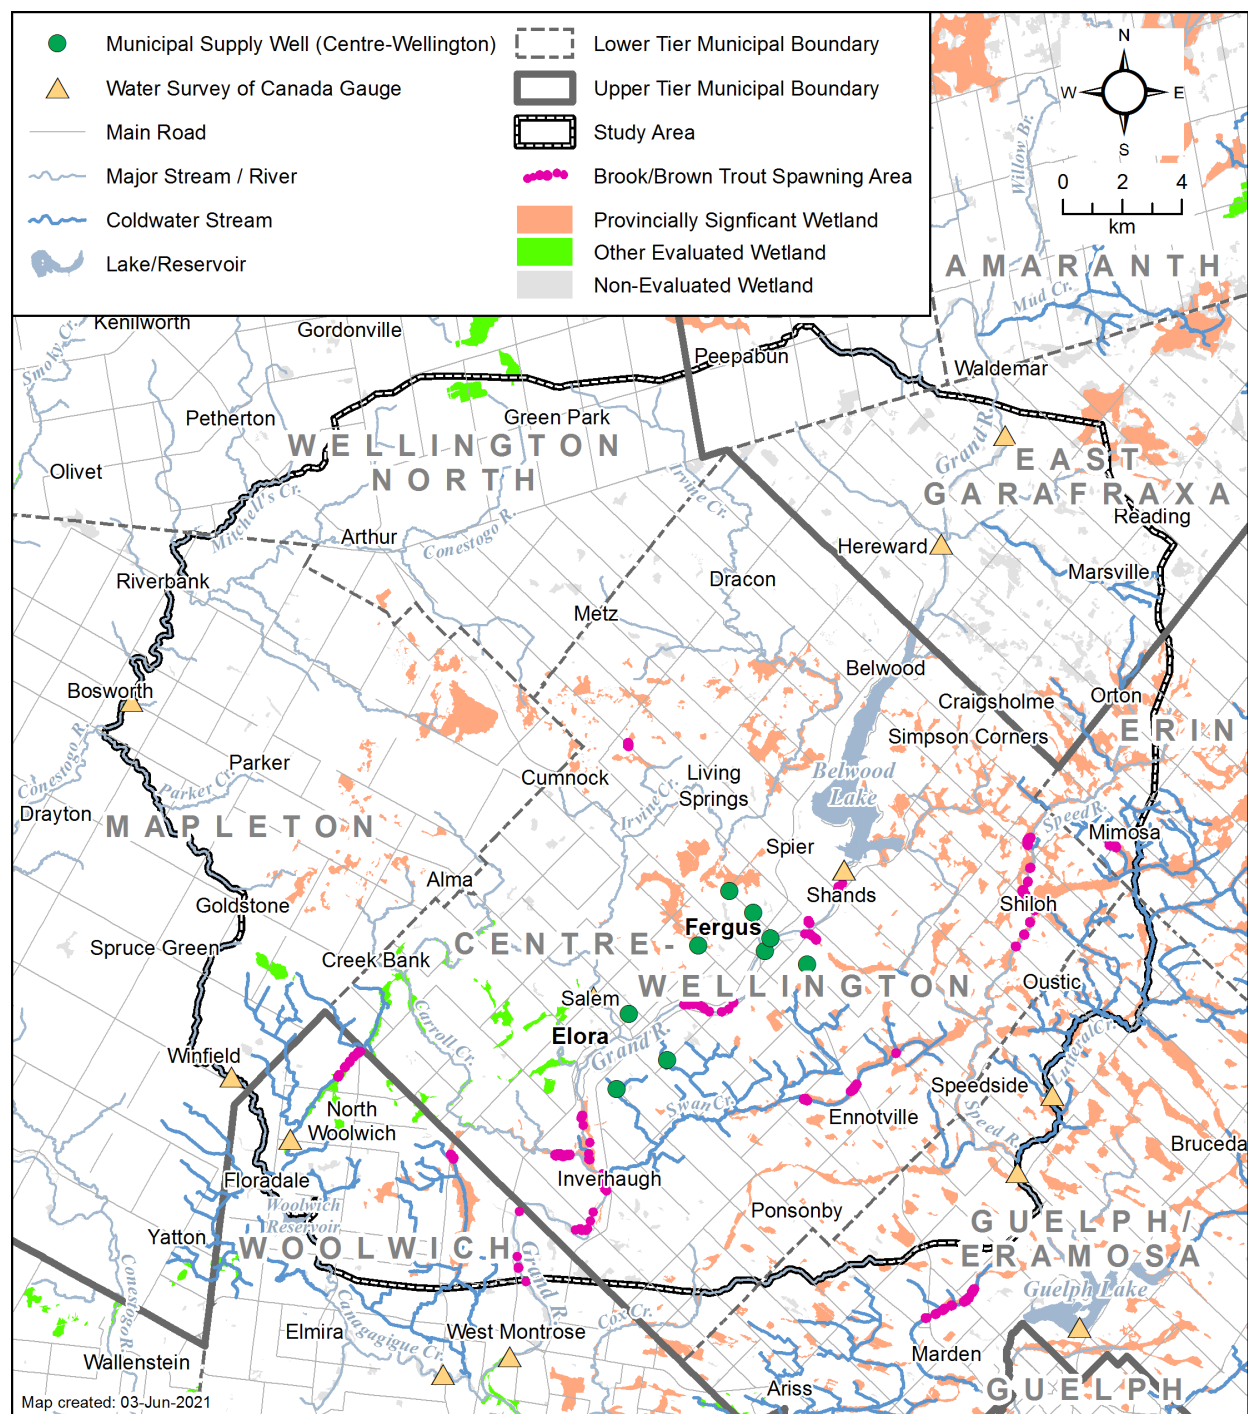 Municipal Supply Well (Centre-Wellington)
Water Survey of Canada Gauge
Main Road
Major Stream / River
Coldwater Stream
Lake/Reservoir
Lower Tier Municipal Boundary
Upper Tier Municipal Boundary
Study Area
Brook/Brown Trout Spawning Area
Provincially Signficant Wetland
Other Evaluated Wetland
Non-Evaluated Wetland
N
W
E
S
0 2 4
km
Willow Br.
AMARANTH
Mud Cr.
Kenilworth
Gordonville
Smoky Cr.
Peepabun
Waldemar
Petherton
Green Park
WELLINGTON
NORTH
Grand R.
EAST
GARAFRAXA
Olivet
Mitchell's Cr.
Irvine Cr.
Reading
Arthur
Conestogo R.
Hereward
Riverbank
Dracon
Marsville
Metz
Belwood
Bosworth
Craigsholme
Orton
ERIN
Simpson Corners
Conestogo R.
Parker
Parker Cr.
Cumnock
Living
Springs
Belwood
Lake
Irvine Cr.
Drayton
MAPLETON
Speed R.
Mimosa
Spier
Alma
Shands
Goldstone
Shiloh
Fergus
Spruce Green
Creek Bank
CENTRE-
WELLINGTON
Oustic
Salem
Carroll Cr.
Elora
Grand R.
Winfield
Lutteral Cr.
Speedside
Swan Cr.
Ennotville
North
Woolwich
Speed R.
Bruceda
Floradale
Inverhaugh
Woolwich
Reservoir
Ponsonby
GUELPH/
ERAMOSA
Yatton
WOOLWICH
Conestogo R.
Grand R.
Guelph Lake
Canagagigue Cr.
Cox Cr.
Elmira
West Montrose
Wallenstein
Marden
Ariss
GUELPH
Map created: 03-Jun-2021